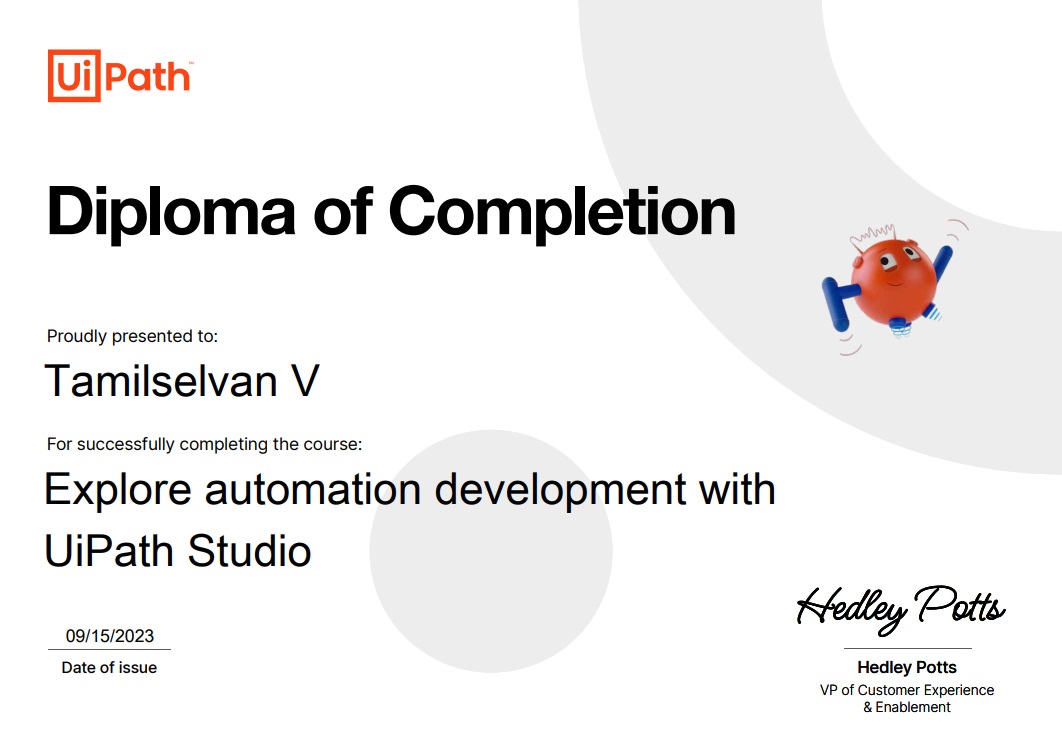 UiPath™
Diploma of Completion
Proudly presented to:
Tamilselvan V
For successfully completing the course:
Explore automation development with
UiPath Studio
Hedley Potts
09/15/2023
Date of issue
Hedley Potts
VP of Customer Experience
& Enablement